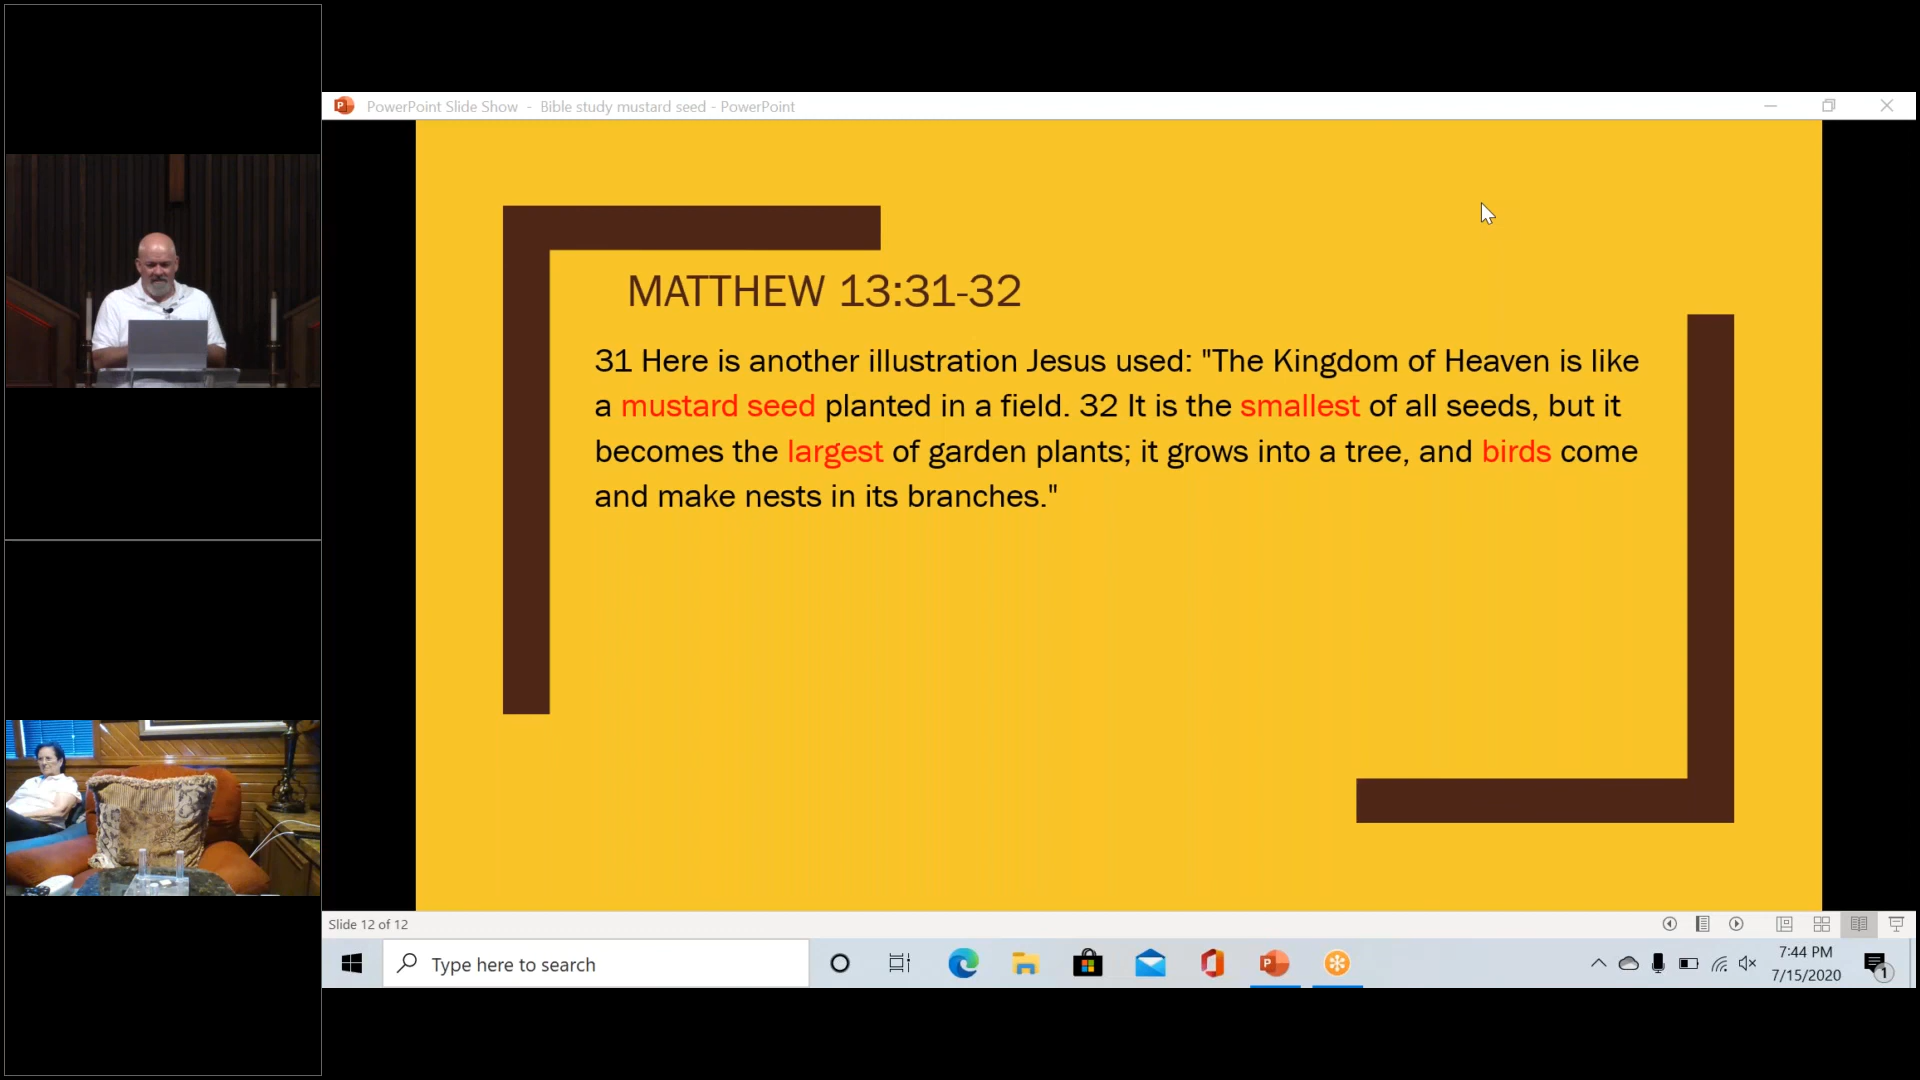 PowerPoint Slide Show - Bible study mustard seed - PowerPoint
MATTHEW 13:31-32
31 Here is another illustration Jesus used: "The Kingdom of Heaven is like
a mustard seed planted in a field. 32 It is the smallest of all seeds, but it
becomes the largest of garden plants; it grows into a tree, and birds come
and make nests in its branches."
Slide 12 of 12
Type here to search
7:44 PM
7/15/2020
1